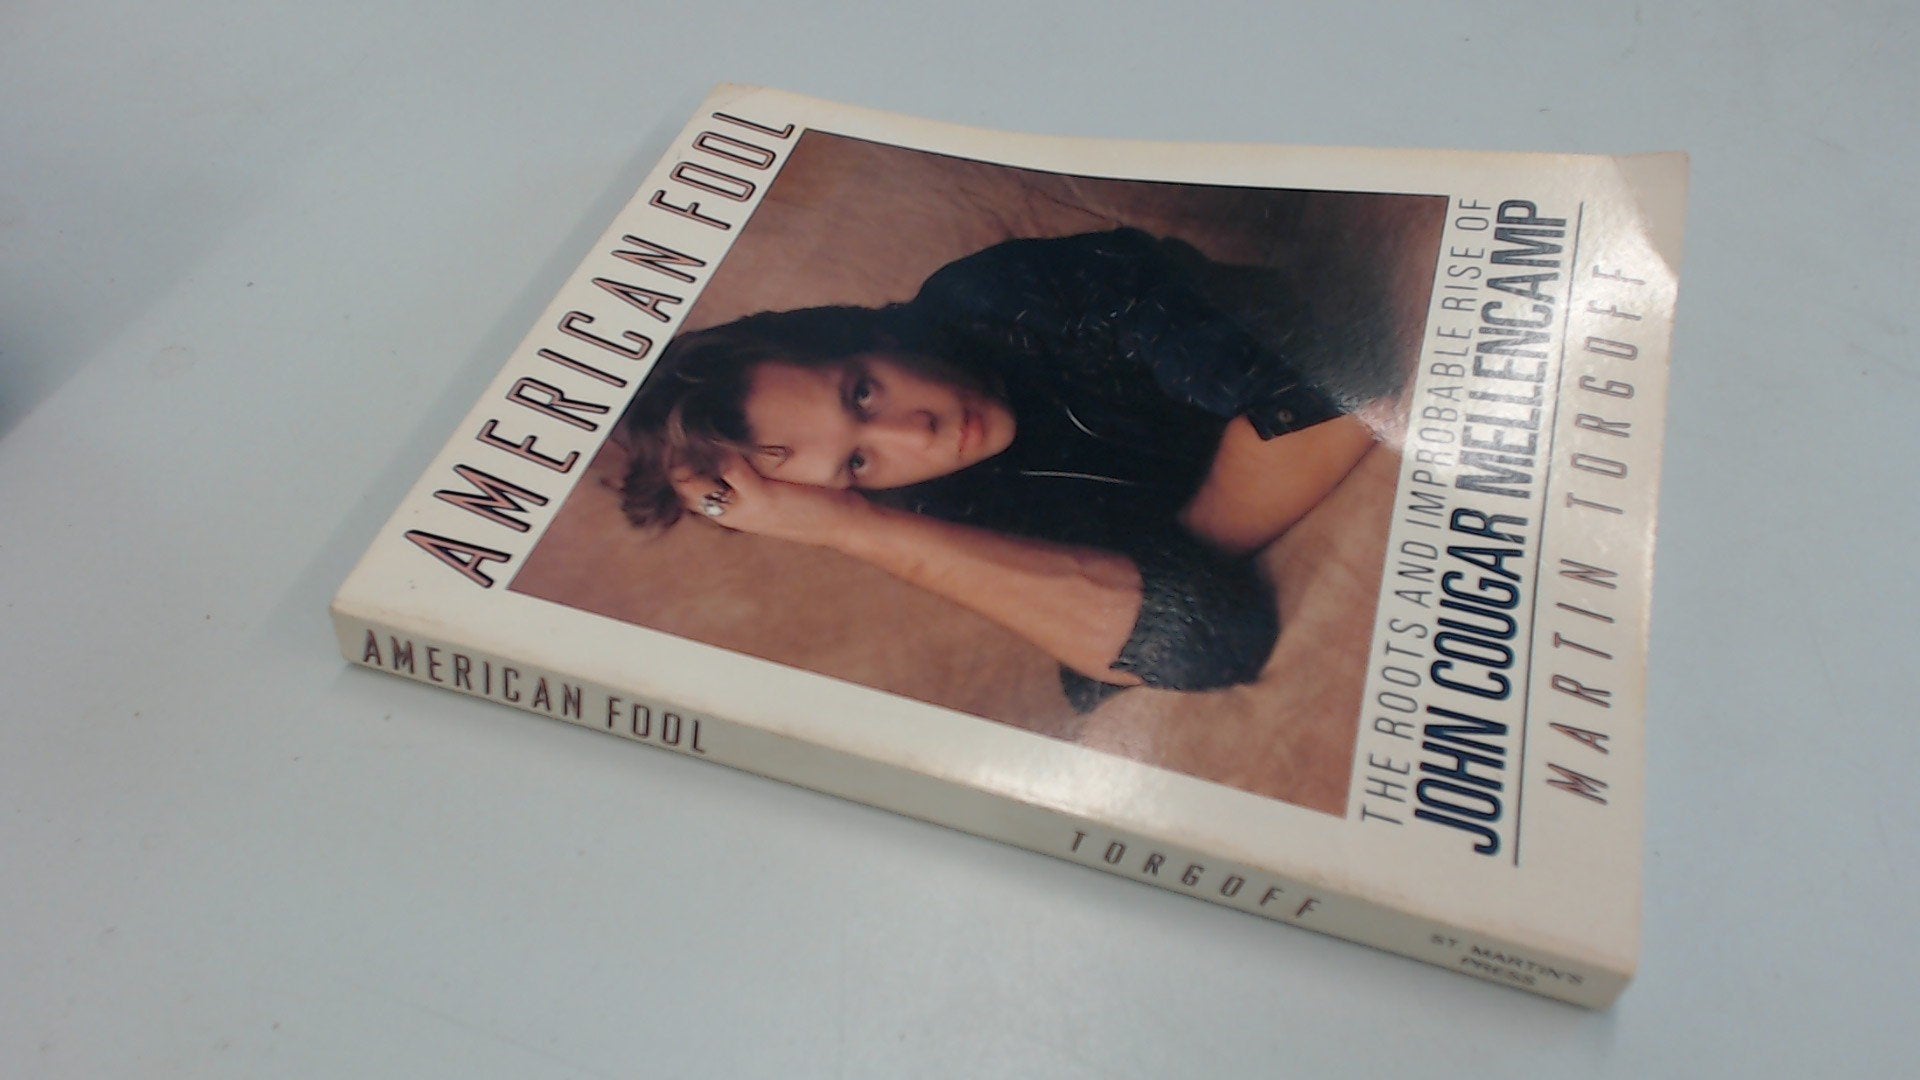 AMERICAN FOOL
THE ROOTS AND IMPROBABLE RISE OF
JOHN COUGAR MELLENCAMP
MARTIN TORGOFF
AMERICAN FOOL
TORGOFF
ST. MARTIN'S
PRESS